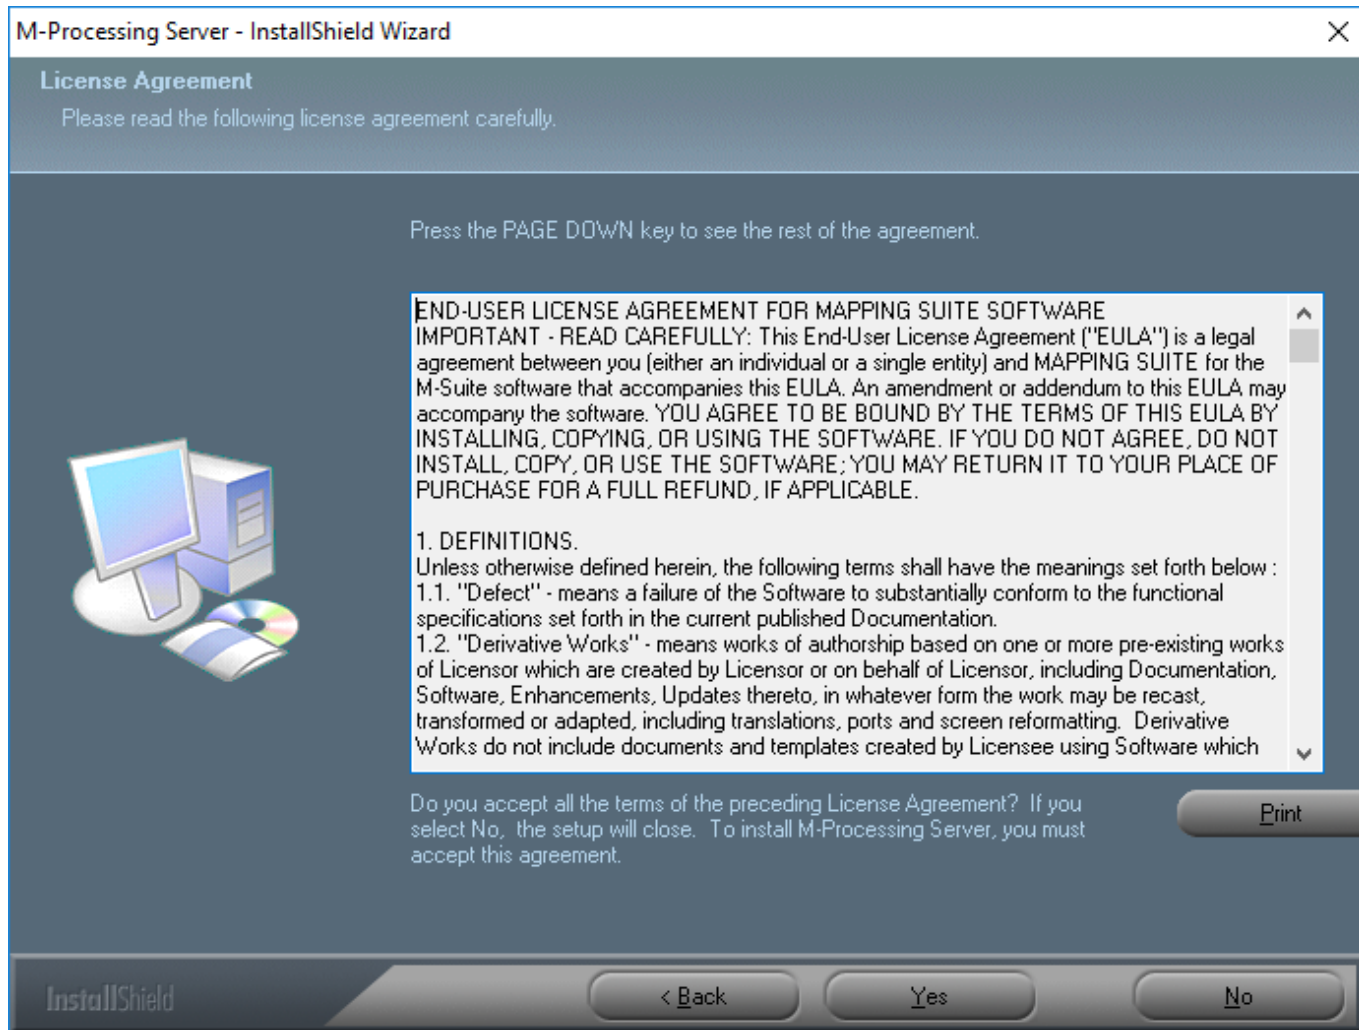 M-Processing Server - InstallShield Wizard
License Agreement
Please read the following license agreement carefully.
Press the PAGE DOWN key to see the rest of the agreement.
END-USER LICENSE AGREEMENT FOR MAPPING SUITE SOFTWARE
IMPORTANT - READ CAREFULLY: This End-User License Agreement ("EULA") is a legal
agreement between you (either an individual or a single entity) and MAPPING SUITE for the
M-Suite software that accompanies this EULA. An amendment or addendum to this EULA may
accompany the software. YOU AGREE TO BE BOUND BY THE TERMS OF THIS EULA BY
INSTALLING, COPYING, OR USING THE SOFTWARE. IF YOU DO NOT AGREE, DO NOT
INSTALL, COPY, OR USE THE SOFTWARE; YOU MAY RETURN IT TO YOUR PLACE OF
PURCHASE FOR A FULL REFUND, IF APPLICABLE.
1. DEFINITIONS.
Unless otherwise defined herein, the following terms shall have the meanings set forth below :
1.1. "Defect" - means a failure of the Software to substantially conform to the functional
specifications set forth in the current published Documentation.
1.2. "Derivative Works" - means works of authorship based on one or more pre-existing works
of Licensor which are created by Licensor or on behalf of Licensor, including Documentation,
Software, Enhancements, Updates thereto, in whatever form the work may be recast,
transformed or adapted, including translations, ports and screen reformatting.  Derivative
Works do not include documents and templates created by Licensee using Software which
Do you accept all the terms of the preceding License Agreement?  If you
select No,  the setup will close.  To install M-Processing Server, you must
accept this agreement.
Print
InstallShield
< Back
Yes
No